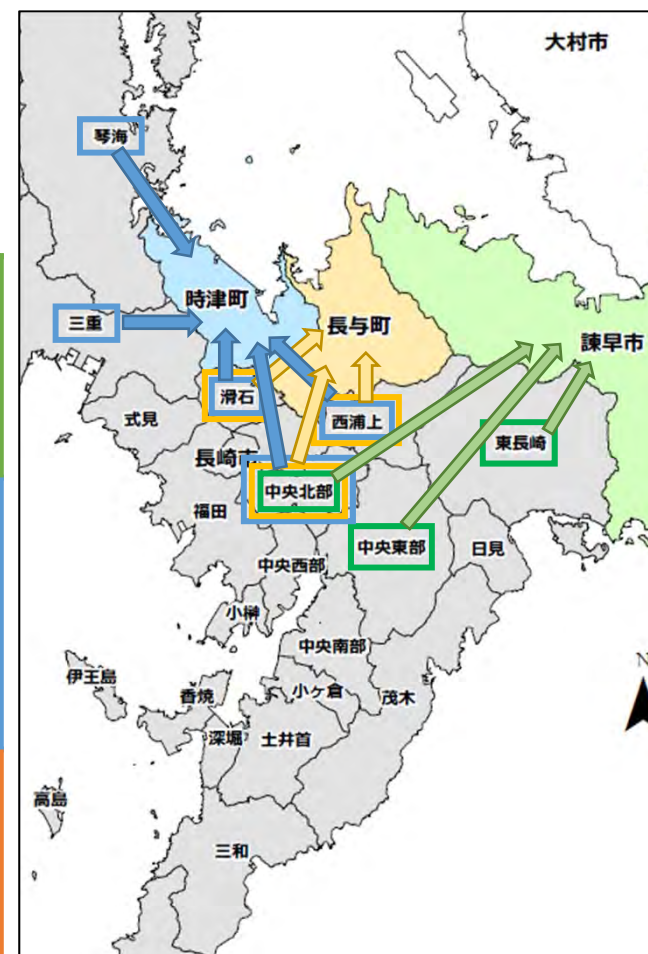 大村市
琴海
時津町
長与町
三重
諫早市
滑石
式見
西浦上
東長崎
長崎市
中央北部
福田
中央東部
日見
中央西部
小榊
中央南部
伊王島
香焼
小ヶ倉
茂木
深堀
土井首
高島
三和
N